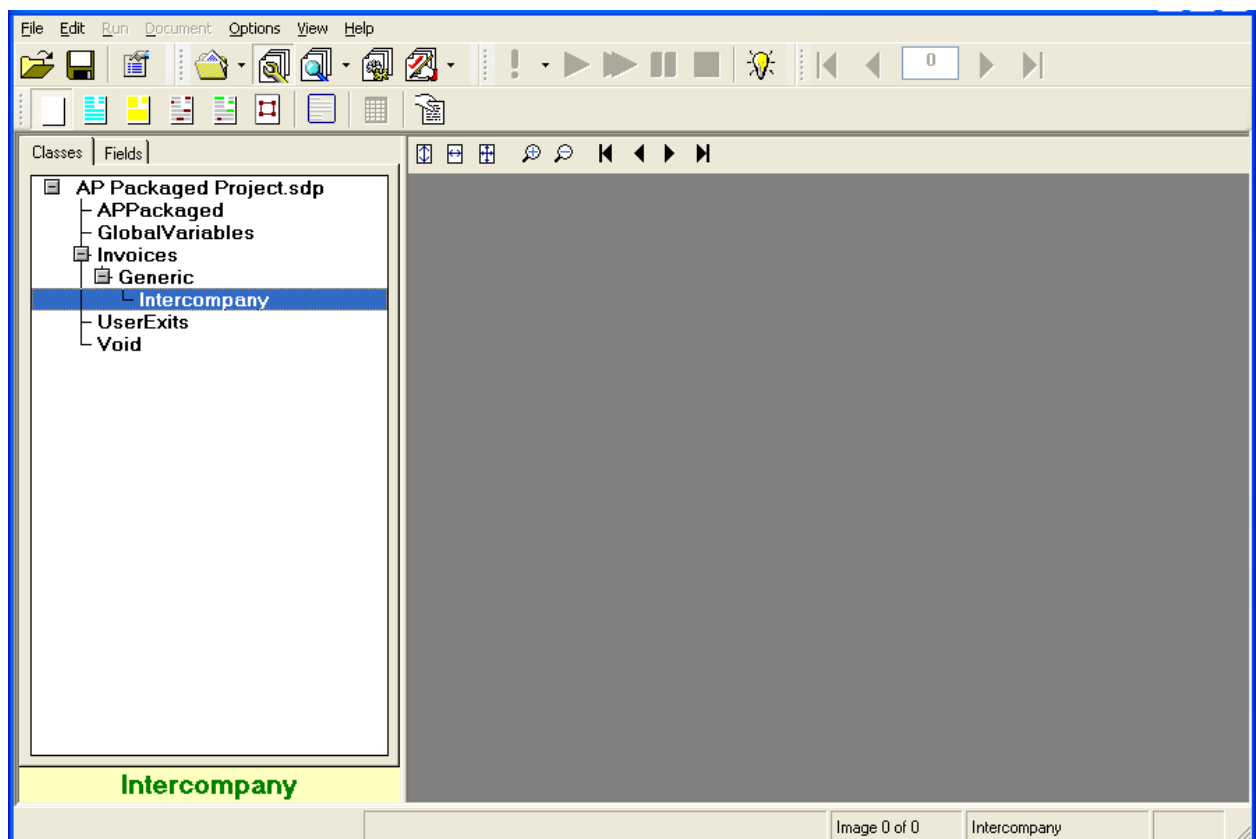 File Edit Run Document Options View Help
0
Classes Fields
AP Packaged Project.sdp
APPackaged
GlobalVariables
Invoices
Generic
Intercompany
UserExits
Void
Intercompany
Image 0 of 0 Intercompany